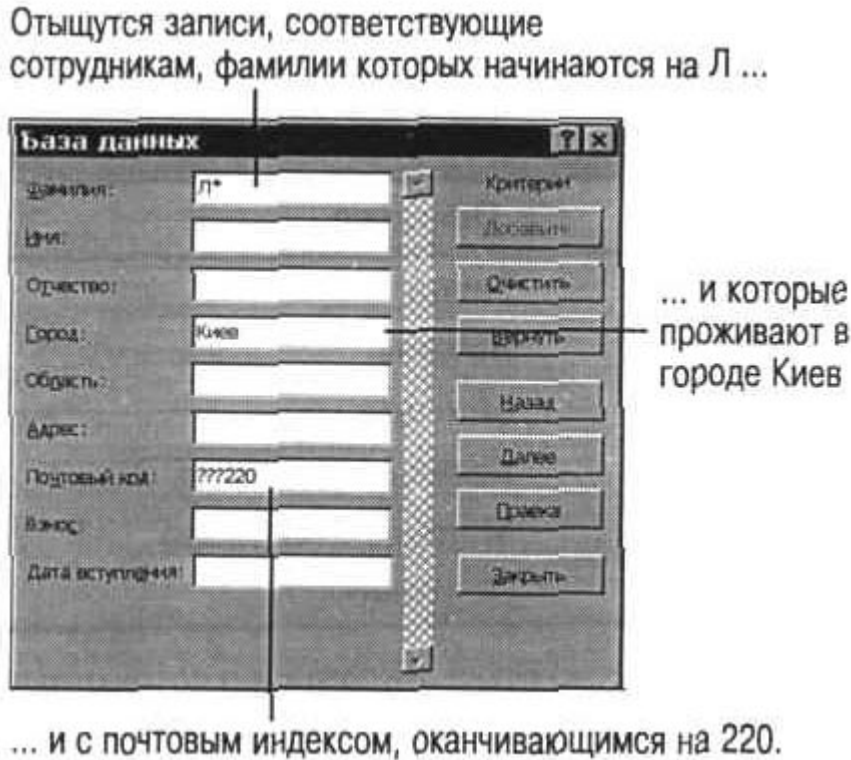 Отыщутся записи, соответствующие
сотрудникам, фамилии которых начинаются на Л ...
База данных
Фамилия: Л*
Критерии
Имя:
Добавить
Отчество:
Очистить
Город: Киев
Вернуть
... и которые
проживают в
городе Киев
Область:
Назад
Адрес:
Далее
Почтовый код: ???220
Правка
Взнос:
Дата вступления:
Закрыть
... и с почтовым индексом, оканчивающимся на 220.